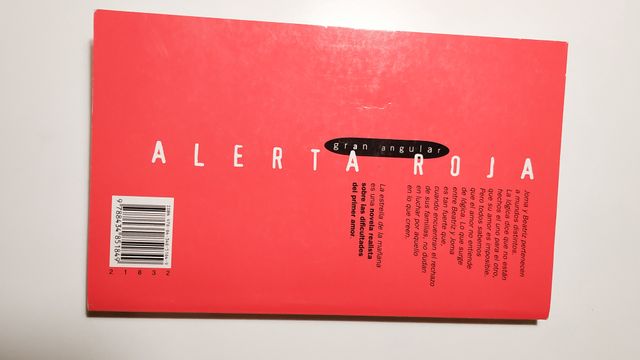 gran angular
ALERTA ROJA
Joma y Beatriz pertenecen
a mundos distintos.
La lógica dice que no están
hechos el uno para el otro,
que su amor es imposible.
Pero todos sabemos
que el amor no entiende
de lógica. Lo que surge
entre Beatriz y Joma
es tan fuerte que,
cuando encuentran el rechazo
de sus familias, no dudan
en luchar por aquello
en lo que creen.
La estrella de la mañana
es una novela realista
sobre las dificultades
del primer amor.
9788434851849
21632